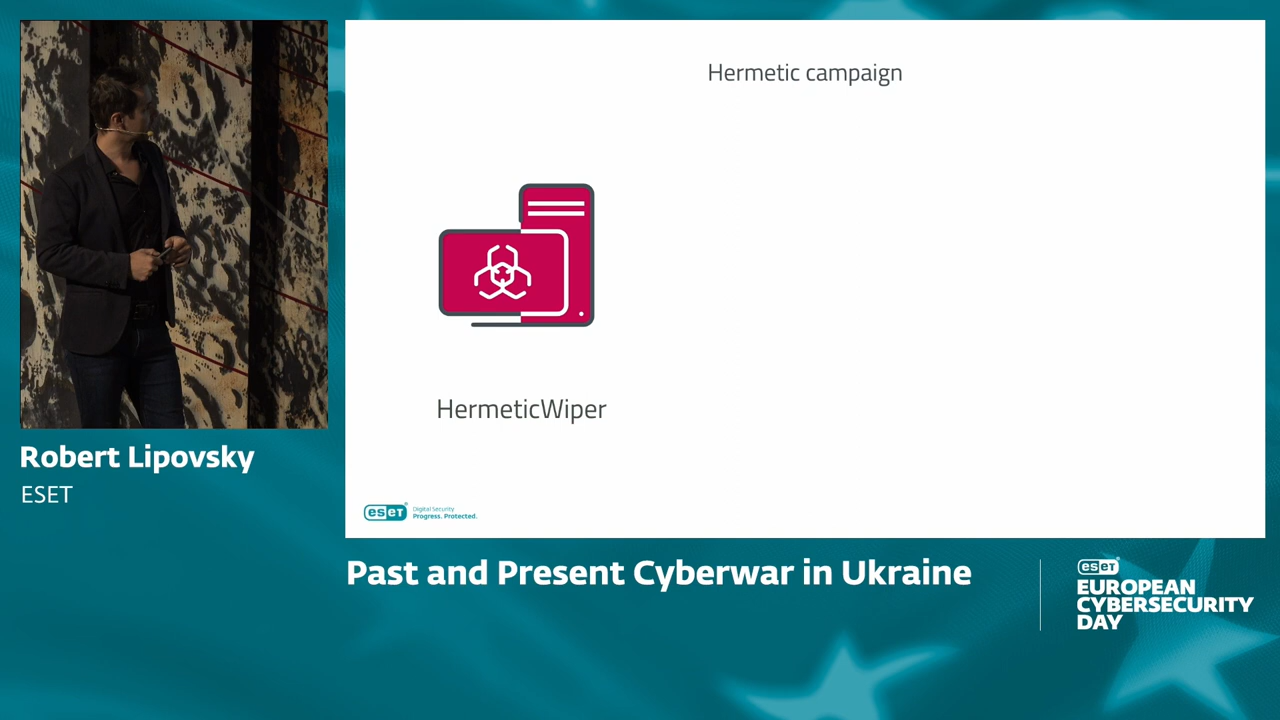 Hermetic campaign
HermeticWiper
eset Digital Security
Progress. Protected.
Robert Lipovsky
ESET
Past and Present Cyberwar in Ukraine
eset
EUROPEAN
CYBERSECURITY
DAY